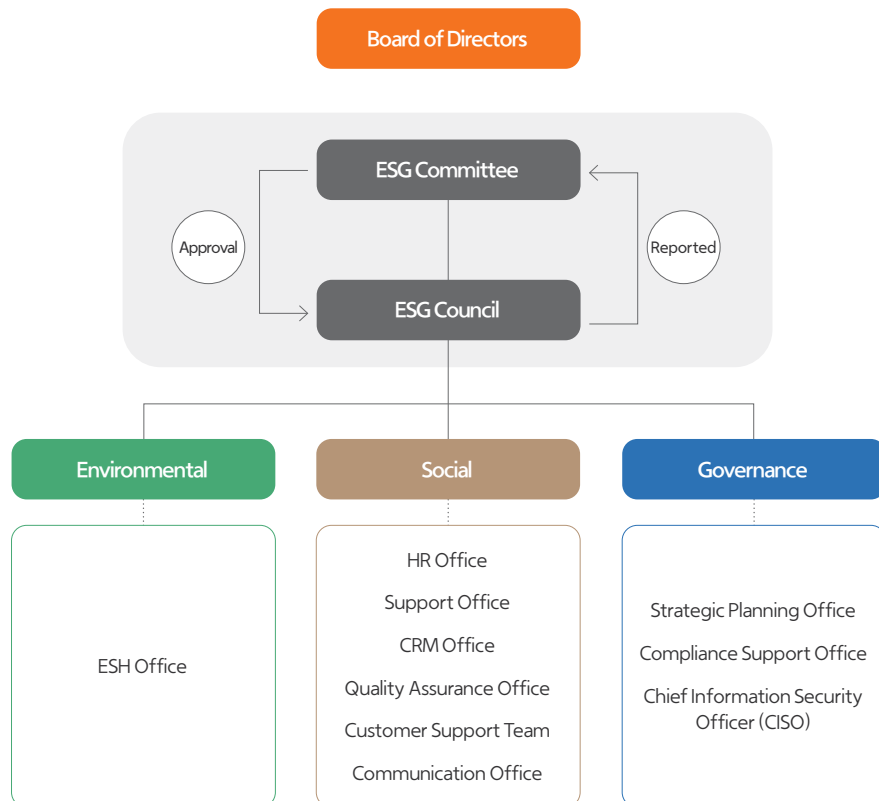 Board of Directors
ESG Committee
Approval
Reported
ESG Council
Environmental
Social
Governance
ESH Office
HR Office
Support Office
CRM Office
Quality Assurance Office
Customer Support Team
Communication Office
Strategic Planning Office
Compliance Support Office
Chief Information Security
Officer (CISO)